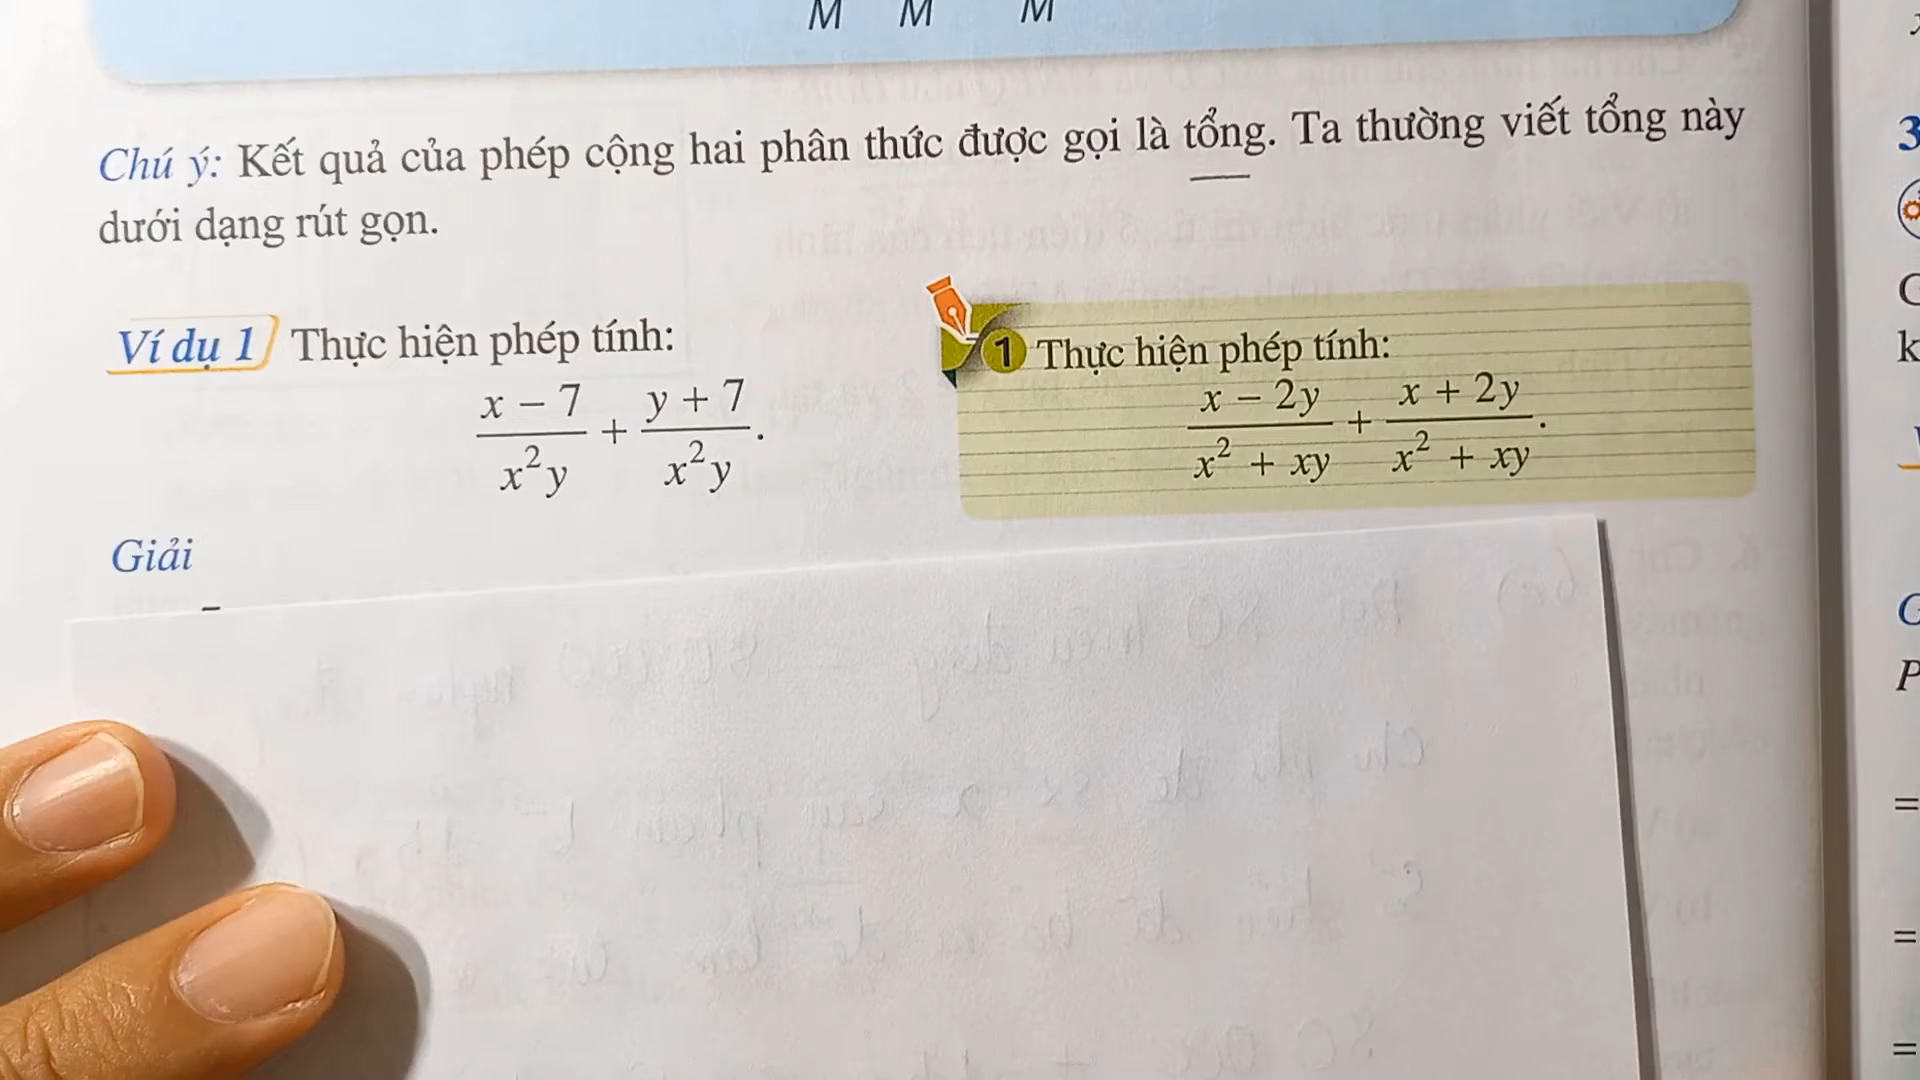 M M M
Chú ý: Kết quả của phép cộng hai phân thức được gọi là tổng. Ta thường viết tổng này
dưới dạng rút gọn.
Ví dụ 1 Thực hiện phép tính:
(x − 7)/(x²y) + (y + 7)/(x²y).
1 Thực hiện phép tính:
(x − 2y)/(x² + xy) + (x + 2y)/(x² + xy).
Giải
3
k
P
=
=
=